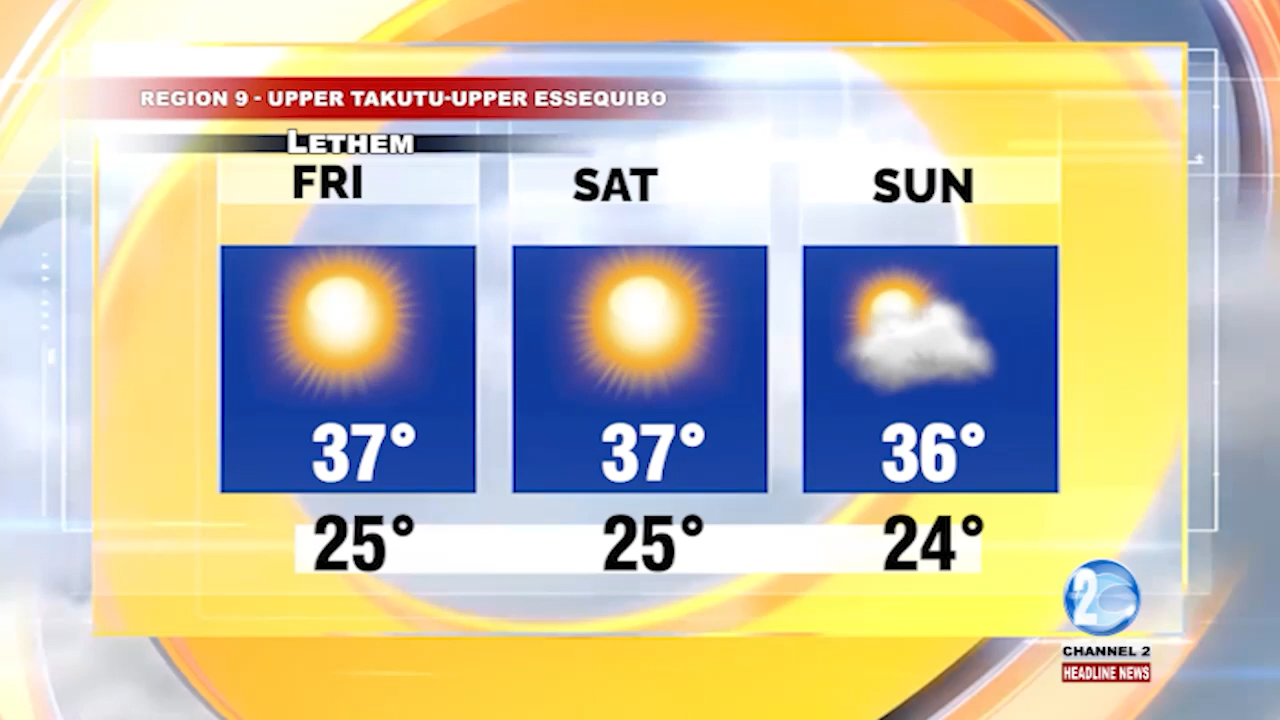 REGION 9 - UPPER TAKUTU-UPPER ESSEQUIBO
LETHEM
FRI SAT SUN
37° 37° 36°
25° 25° 24°
2
CHANNEL 2
HEADLINE NEWS